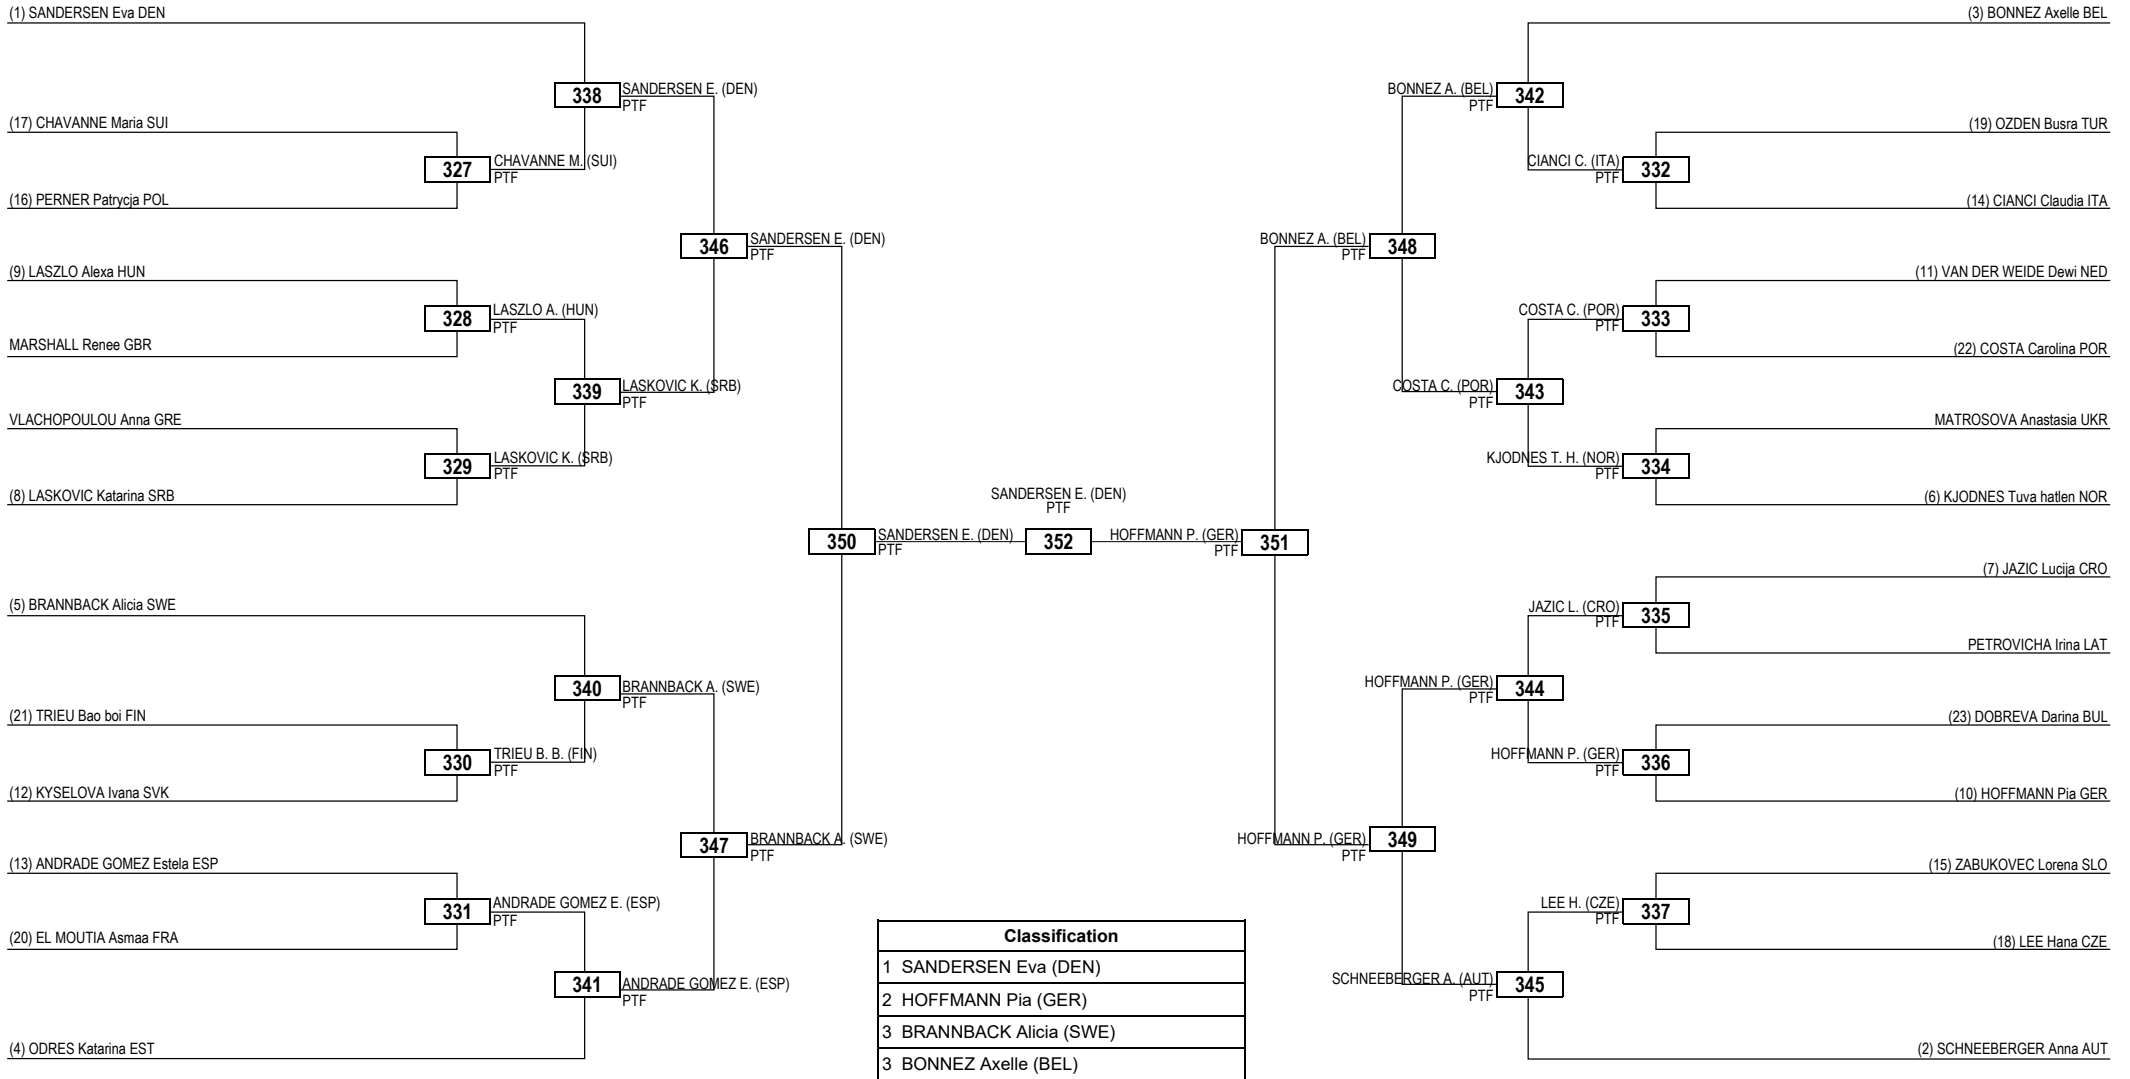 (1) SANDERSEN Eva DEN
(3) BONNEZ Axelle BEL
338
SANDERSEN E. (DEN)
PTF
BONNEZ A. (BEL)
PTF
342
(17) CHAVANNE Maria SUI
(19) OZDEN Busra TUR
327
CHAVANNE M. (SUI)
PTF
CIANCI C. (ITA)
PTF
332
(16) PERNER Patrycja POL
(14) CIANCI Claudia ITA
346
SANDERSEN E. (DEN)
PTF
BONNEZ A. (BEL)
PTF
348
(9) LASZLO Alexa HUN
(11) VAN DER WEIDE Dewi NED
328
LASZLO A. (HUN)
PTF
COSTA C. (POR)
PTF
333
MARSHALL Renee GBR
(22) COSTA Carolina POR
339
LASKOVIC K. (SRB)
PTF
COSTA C. (POR)
PTF
343
VLACHOPOULOU Anna GRE
MATROSOVA Anastasia UKR
329
LASKOVIC K. (SRB)
PTF
KJODNES T. H. (NOR)
PTF
334
(8) LASKOVIC Katarina SRB
(6) KJODNES Tuva hatlen NOR
SANDERSEN E. (DEN)
PTF
350
SANDERSEN E. (DEN)
PTF
352
HOFFMANN P. (GER)
PTF
351
(7) JAZIC Lucija CRO
(5) BRANNBACK Alicia SWE
JAZIC L. (CRO)
PTF
335
PETROVICHA Irina LAT
340
BRANNBACK A. (SWE)
PTF
HOFFMANN P. (GER)
PTF
344
(21) TRIEU Bao boi FIN
(23) DOBREVA Darina BUL
330
TRIEU B. B. (FIN)
PTF
HOFFMANN P. (GER)
PTF
336
(12) KYSELOVA Ivana SVK
(10) HOFFMANN Pia GER
347
BRANNBACK A. (SWE)
PTF
HOFFMANN P. (GER)
PTF
349
(13) ANDRADE GOMEZ Estela ESP
(15) ZABUKOVEC Lorena SLO
331
ANDRADE GOMEZ E. (ESP)
PTF
LEE H. (CZE)
PTF
337
(20) EL MOUTIA Asmaa FRA
(18) LEE Hana CZE
341
ANDRADE GOMEZ E. (ESP)
PTF
SCHNEEBERGER A. (AUT)
PTF
345
(4) ODRES Katarina EST
(2) SCHNEEBERGER Anna AUT
Classification
1 SANDERSEN Eva (DEN)
2 HOFFMANN Pia (GER)
3 BRANNBACK Alicia (SWE)
3 BONNEZ Axelle (BEL)